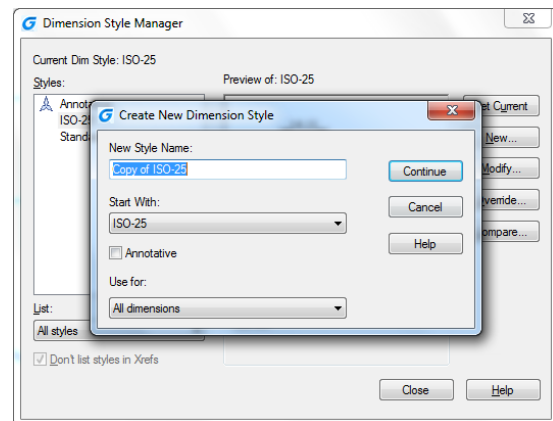 Dimension Style Manager
Current Dim Style: ISO-25
Styles:
Preview of: ISO-25
Create New Dimension Style
New Style Name:
Copy of ISO-25
Continue
Start With:
ISO-25
Cancel
Annotative
Help
Use for:
All dimensions
New...
List:
All styles
Don't list styles in Xrefs
Close
Help